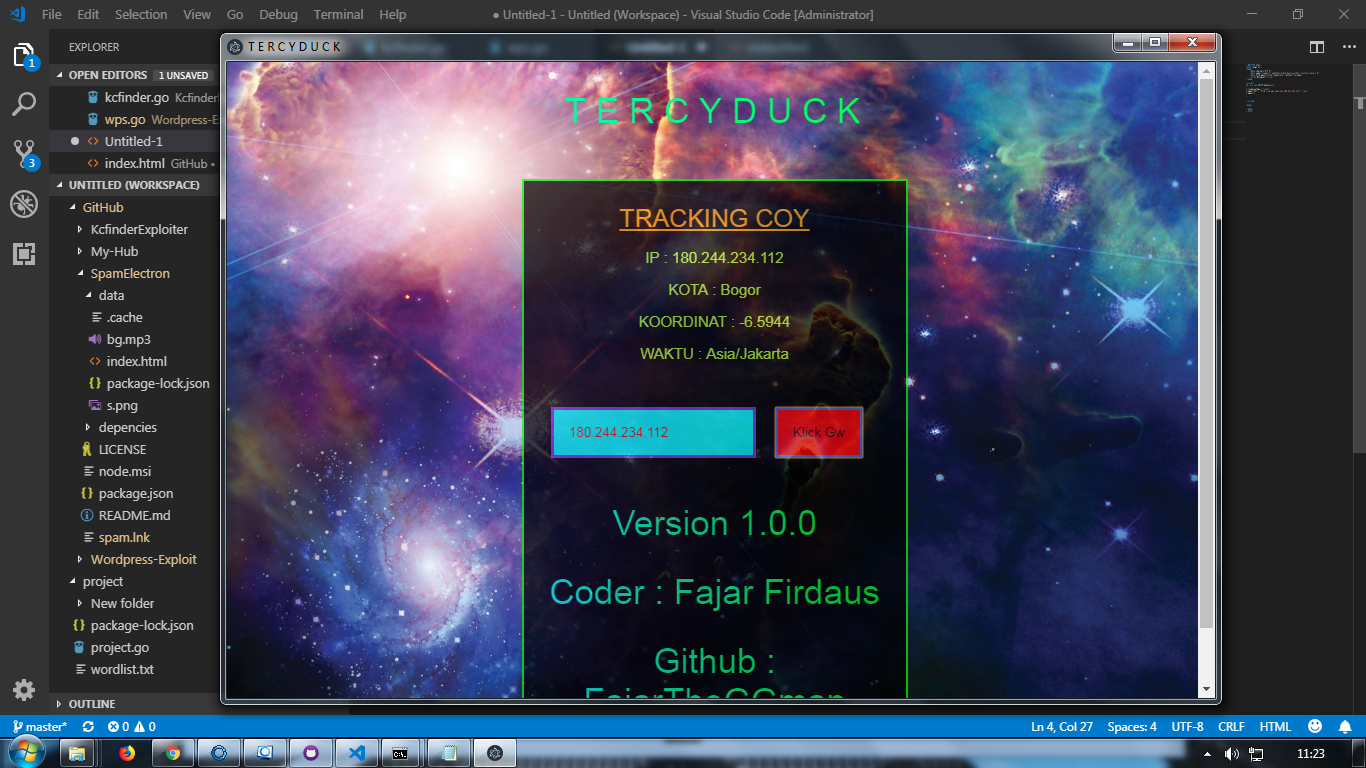 File Edit Selection View Go Debug Terminal Help
● Untitled-1 - Untitled (Workspace) - Visual Studio Code [Administrator]
EXPLORER
OPEN EDITORS 1 UNSAVED
kcfinder.go Kcfinder
wps.go Wordpress-E
Untitled-1
index.html GitHub •
UNTITLED (WORKSPACE)
GitHub
KcfinderExploiter
My-Hub
SpamElectron
data
.cache
bg.mp3
index.html
package-lock.json
s.png
depencies
LICENSE
node.msi
package.json
README.md
spam.lnk
Wordpress-Exploit
project
New folder
package-lock.json
project.go
wordlist.txt
OUTLINE
1
3
T E R C Y D U C K
T E R C Y D U C K
TRACKING COY
IP : 180.244.234.112
KOTA : Bogor
KOORDINAT : -6.5944
WAKTU : Asia/Jakarta
180.244.234.112 Klick Gw
Version 1.0.0
Coder : Fajar Firdaus
Github :
FajarTheGGman
master* 0 0 Ln 4, Col 27 Spaces: 4 UTF-8 CRLF HTML
11:23